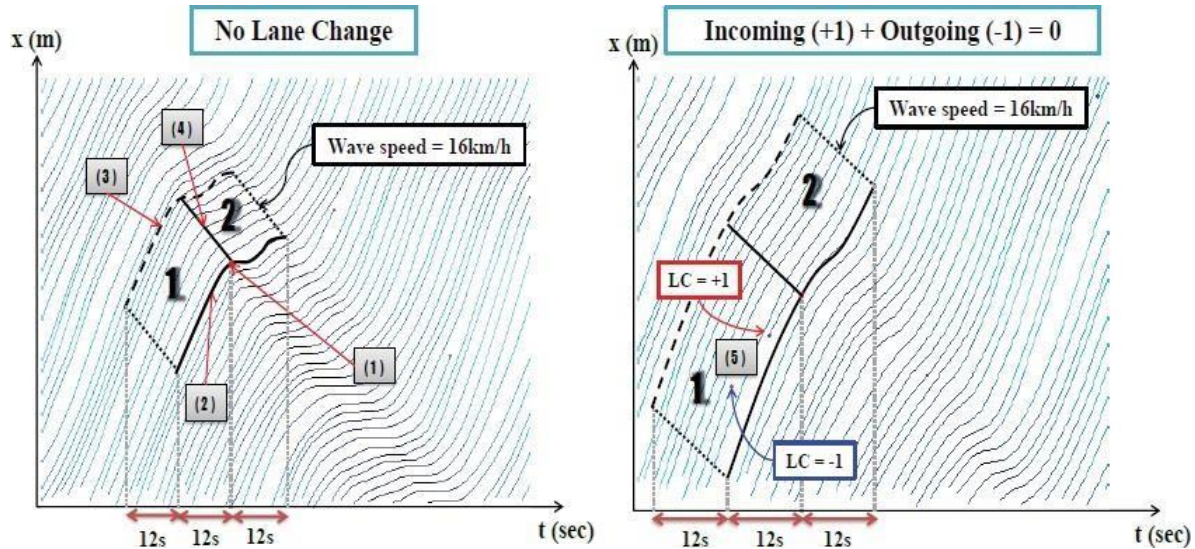 No Lane Change
x (m)
(4)
Wave speed = 16km/h
(3)
2
1
(1)
(2)
t (sec)
12s 12s 12s
Incoming (+1) + Outgoing (-1) = 0
x (m)
Wave speed = 16km/h
2
LC = +1
(5)
1
LC = -1
t (sec)
12s 12s 12s